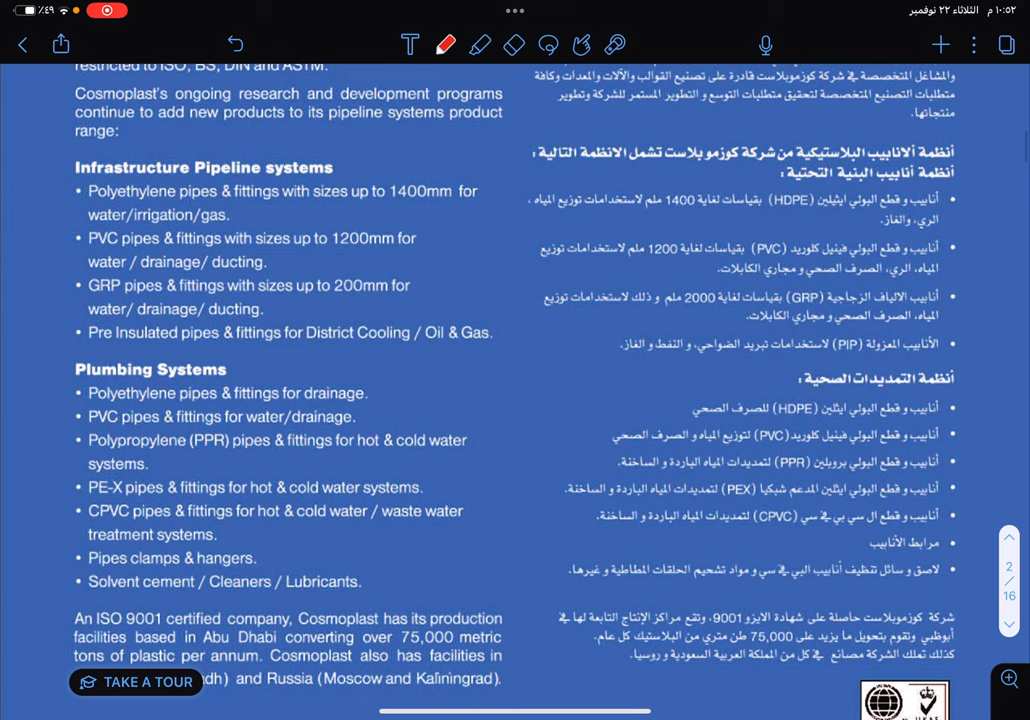 ١٠:٥٢ م الثلاثاء ٢٢ نوفمبر
٤٩٪
restricted to ISO, BS, DIN and ASTM.
Cosmoplast's ongoing research and development programs
continue to add new products to its pipeline systems product
range:
Infrastructure Pipeline systems
• Polyethylene pipes & fittings with sizes up to 1400mm for
water/irrigation/gas.
• PVC pipes & fittings with sizes up to 1200mm for
water / drainage/ ducting.
• GRP pipes & fittings with sizes up to 200mm for
water/ drainage/ ducting.
• Pre Insulated pipes & fittings for District Cooling / Oil & Gas.
Plumbing Systems
• Polyethylene pipes & fittings for drainage.
• PVC pipes & fittings for water/drainage.
• Polypropylene (PPR) pipes & fittings for hot & cold water
systems.
• PE-X pipes & fittings for hot & cold water systems.
• CPVC pipes & fittings for hot & cold water / waste water
treatment systems.
• Pipes clamps & hangers.
• Solvent cement / Cleaners / Lubricants.
An ISO 9001 certified company, Cosmoplast has its production
facilities based in Abu Dhabi converting over 75,000 metric
tons of plastic per annum. Cosmoplast also has facilities in
dh) and Russia (Moscow and Kaliningrad).
TAKE A TOUR
والمشاغل المتخصصة في شركة كوزموبلاست قادرة على تصنيع القوالب والآلات والمعدات وكافة
متطلبات التصنيع المتخصصة لتحقيق متطلبات التوسع و التطوير المستمر للشركة وتطوير
منتجاتها.
أنظمة ألانابيب البلاستيكية من شركة كوزمو بلاست تشمل الانظمة التالية :
أنظمة أنابيب البنية التحتية :
• أنابيب و قطع البولي ايثيلين (HDPE) بقياسات لغاية 1400 ملم لاستخدامات توزيع المياه ،
الري، والغاز.
• أنابيب و قطع البولي فينيل كلوريد (PVC) بقياسات لغاية 1200 ملم لاستخدامات توزيع
المياه، الري، الصرف الصحي و مجاري الكابلات.
• أنابيب الالياف الزجاجية (GRP) بقياسات لغاية 2000 ملم و ذلك لاستخدامات توزيع
المياه، الصرف الصحي و مجاري الكابلات.
• الأنابيب المعزولة (PIP) لاستخدامات تبريد الضواحي، و النفط و الغاز.
أنظمة التمديدات الصحية :
• أنابيب و قطع البولي ايثلين (HDPE) للصرف الصحي
• أنابيب و قطع البولي فينيل كلوريد(PVC) لتوزيع المياه و الصرف الصحي
• أنابيب و قطع البولي بروبلين (PPR) لتمديدات المياه الباردة و الساخنة.
• أنابيب و قطع البولي ايثلين المدعم شبكيا (PEX) لتمديدات المياه الباردة و الساخنة.
• أنابيب و قطع ال سي بي في سي (CPVC) لتمديدات المياه الباردة و الساخنة.
• مرابط الأنابيب
• لاصق و سائل تنظيف أنابيب البي في سي و مواد تشحيم الحلقات المطاطية و غيرها.
شركة كوزموبلاست حاصلة على شهادة الايزو 9001، وتقع مراكز الإنتاج التابعة لها في
أبوظبي وتقوم بتحويل ما يزيد على 75,000 طن متري من البلاستيك كل عام.
كذلك تملك الشركة مصانع في كل من المملكة العربية السعودية و روسيا.
2
/
16